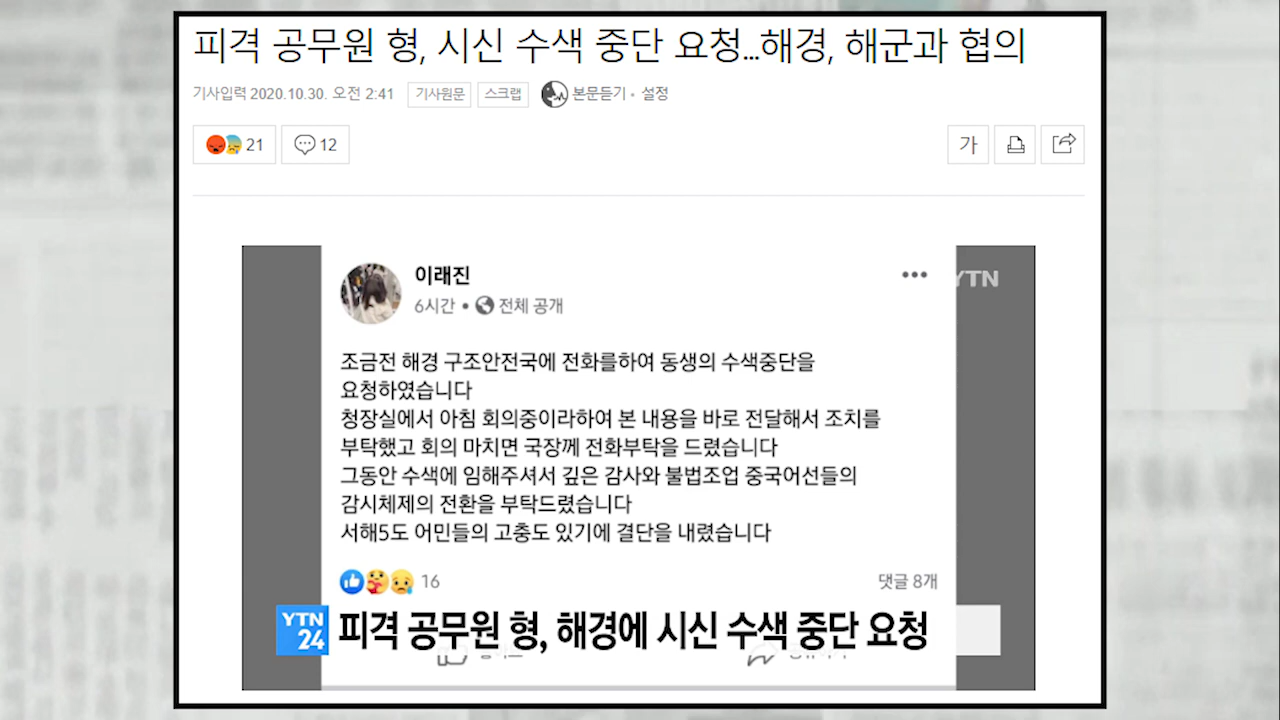 피격 공무원 형, 시신 수색 중단 요청...해경, 해군과 협의
기사입력 2020.10.30. 오전 2:41 기사원문 스크랩 본문듣기 · 설정
21 12 가
YTN
이래진
6시간 • 전체 공개
조금전 해경 구조안전국에 전화를하여 동생의 수색중단을
요청하였습니다
청장실에서 아침 회의중이라하여 본 내용을 바로 전달해서 조치를
부탁했고 회의 마치면 국장께 전화부탁을 드렸습니다
그동안 수색에 임해주셔서 깊은 감사와 불법조업 중국어선들의
감시체제의 전환을 부탁드렸습니다
서해5도 어민들의 고충도 있기에 결단을 내렸습니다
16 댓글 8개
YTN
24
피격 공무원 형, 해경에 시신 수색 중단 요청